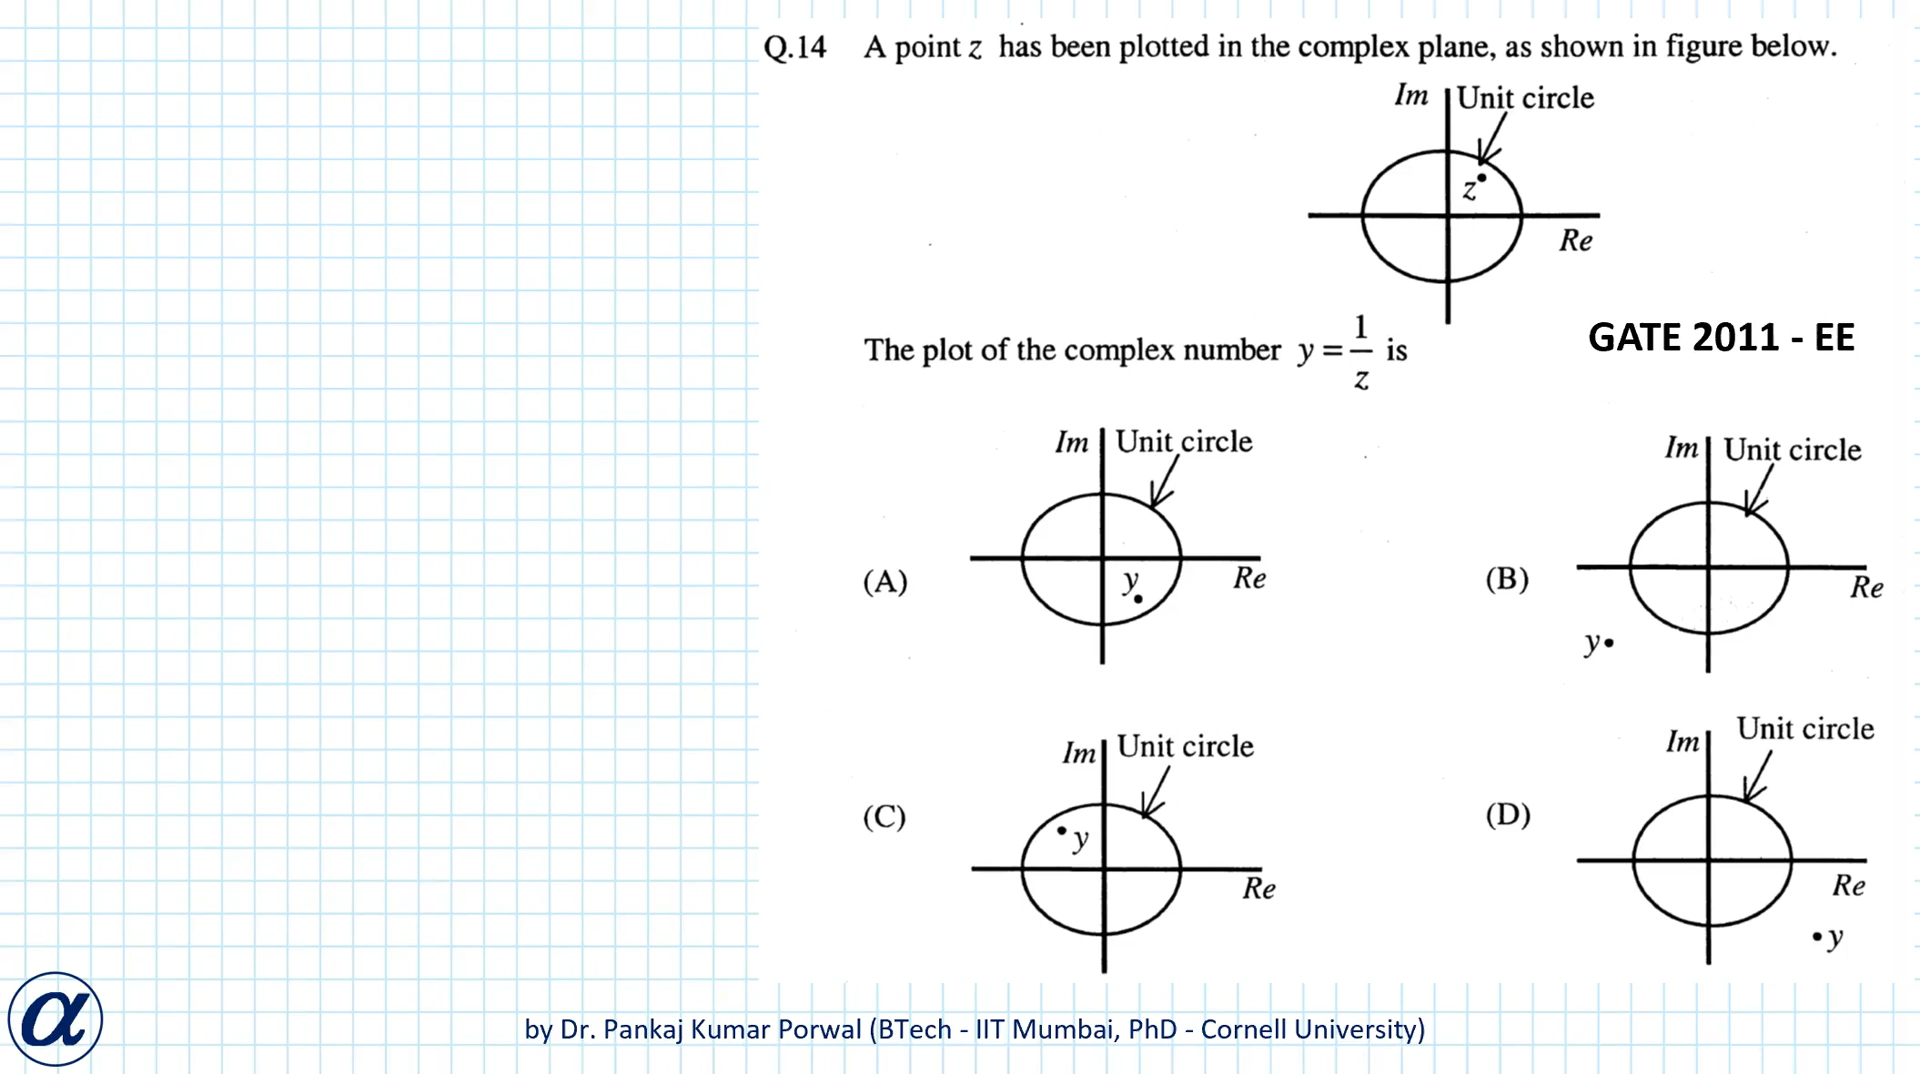 Q.14 A point z has been plotted in the complex plane, as shown in figure below.
Im Unit circle
z
Re
The plot of the complex number y = 1/z is
GATE 2011 - EE
(A)
Im Unit circle
y
Re
(B)
Im Unit circle
Re
y
(C)
Im Unit circle
y
Re
(D)
Im Unit circle
Re
y
α
by Dr. Pankaj Kumar Porwal (BTech - IIT Mumbai, PhD - Cornell University)